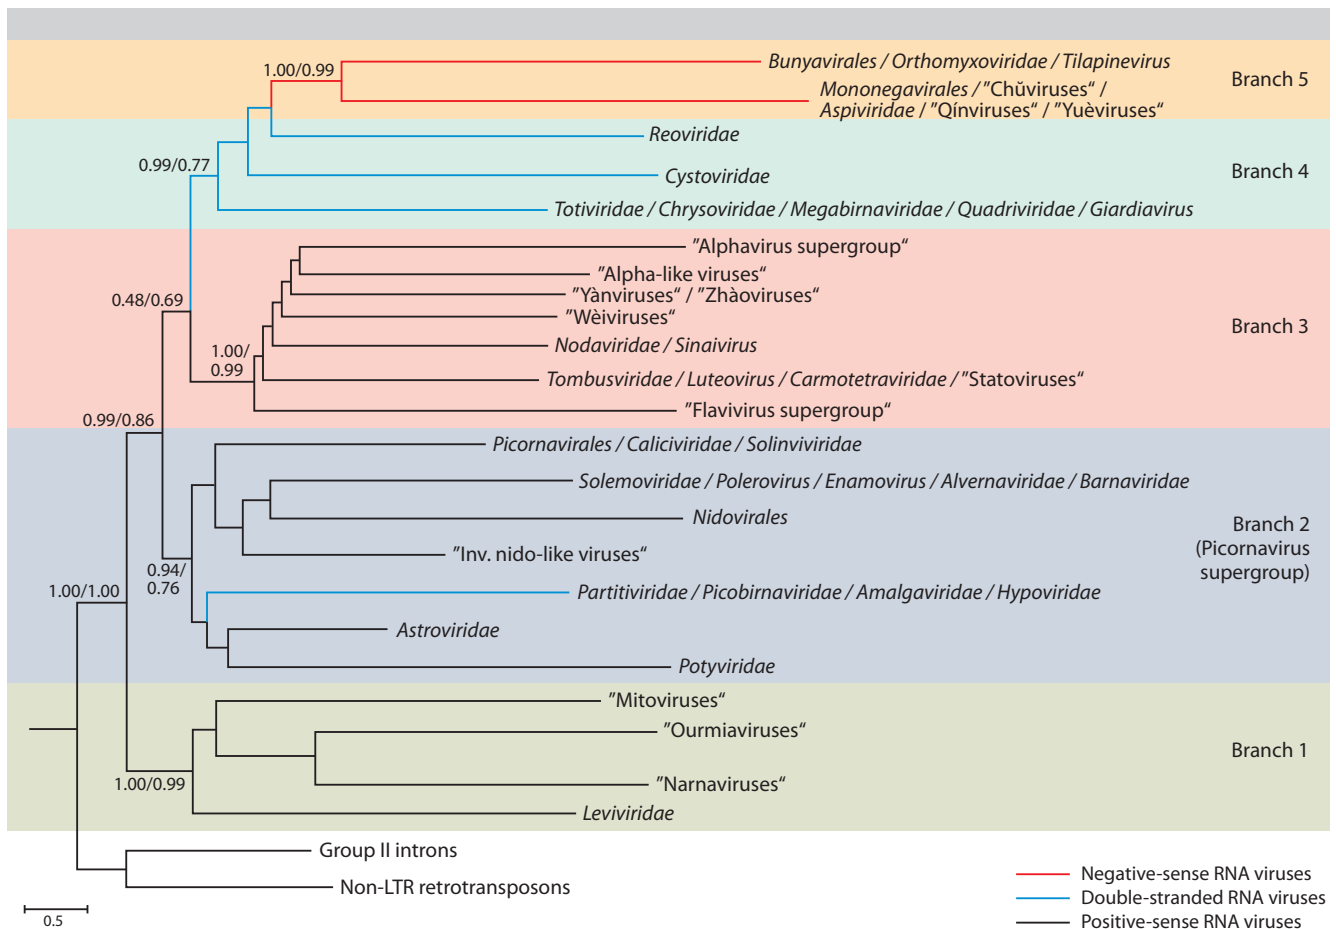 1.00/0.99
Bunyavirales / Orthomyxoviridae / Tilapinevirus
Mononegavirales / ”Chŭviruses“ /
Aspiviridae / ”Qínviruses“ / ”Yuèviruses“
Branch 5
Reoviridae
0.99/0.77
Cystoviridae
Branch 4
Totiviridae / Chrysoviridae / Megabirnaviridae / Quadriviridae / Giardiavirus
”Alphavirus supergroup“
”Alpha-like viruses“
”Yànviruses“ / ”Zhàoviruses“
0.48/0.69
”Wèiviruses“
Branch 3
Nodaviridae / Sinaivirus
1.00/
0.99
Tombusviridae / Luteovirus / Carmotetraviridae / ”Statoviruses“
”Flavivirus supergroup“
0.99/0.86
Picornavirales / Caliciviridae / Solinviviridae
Solemoviridae / Polerovirus / Enamovirus / Alvernaviridae / Barnaviridae
Nidovirales
Branch 2
(Picornavirus
supergroup)
”Inv. nido-like viruses“
0.94/
0.76
1.00/1.00
Partitiviridae / Picobirnaviridae / Amalgaviridae / Hypoviridae
Astroviridae
Potyviridae
”Mitoviruses“
”Ourmiaviruses“
Branch 1
1.00/0.99
”Narnaviruses“
Leviviridae
Group II introns
Non-LTR retrotransposons
0.5
Negative-sense RNA viruses
Double-stranded RNA viruses
Positive-sense RNA viruses